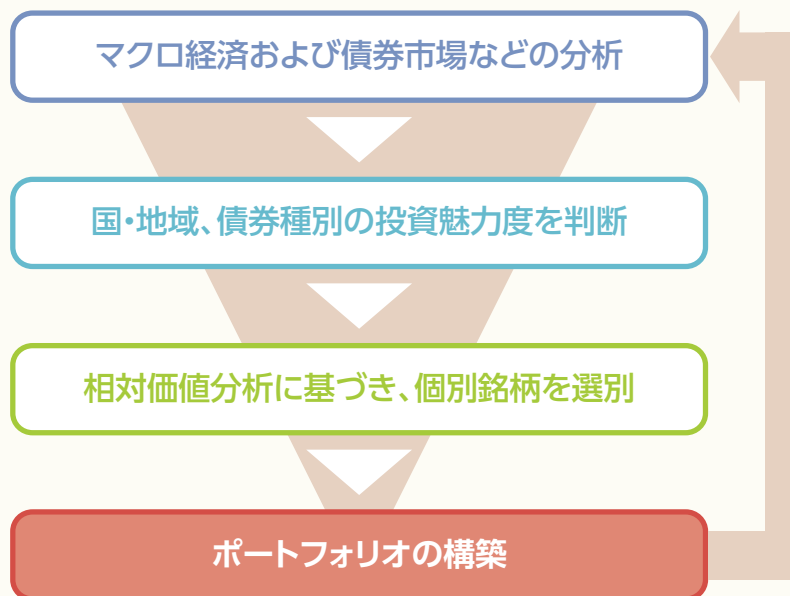 マクロ経済および債券市場などの分析
国・地域、債券種別の投資魅力度を判断
相対価値分析に基づき、個別銘柄を選別
ポートフォリオの構築